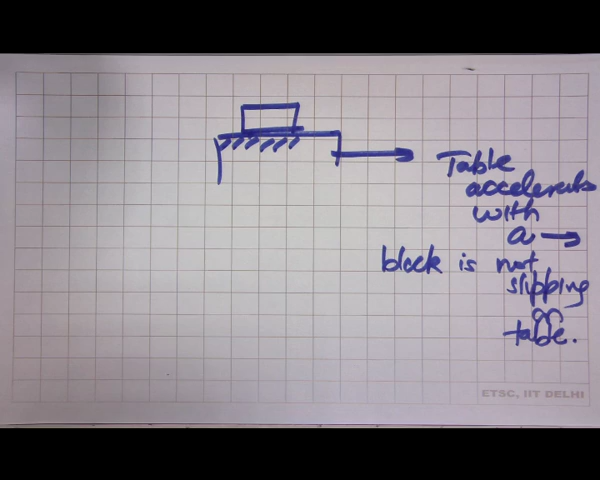 Table
accelerates
with
a →
block is not
slipping
on
table.
ETSC, IIT DELHI